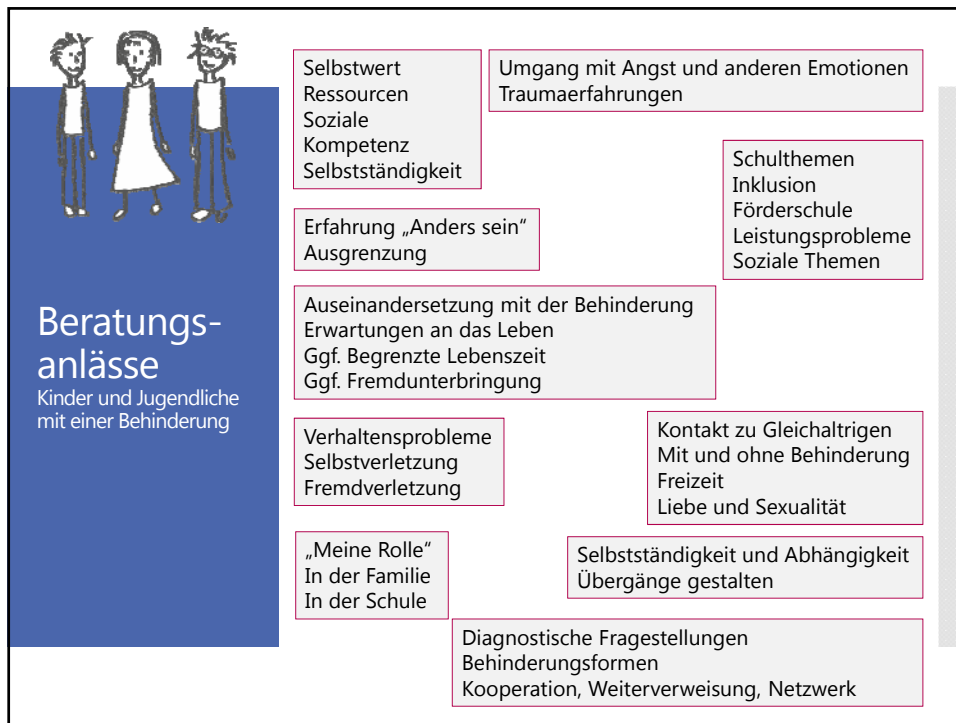 Beratungs-
anlässe
Kinder und Jugendliche
mit einer Behinderung
Selbstwert
Ressourcen
Soziale
Kompetenz
Selbstständigkeit
Umgang mit Angst und anderen Emotionen
Traumaerfahrungen
Schulthemen
Inklusion
Förderschule
Leistungsprobleme
Soziale Themen
Erfahrung „Anders sein“
Ausgrenzung
Auseinandersetzung mit der Behinderung
Erwartungen an das Leben
Ggf. Begrenzte Lebenszeit
Ggf. Fremdunterbringung
Verhaltensprobleme
Selbstverletzung
Fremdverletzung
Kontakt zu Gleichaltrigen
Mit und ohne Behinderung
Freizeit
Liebe und Sexualität
„Meine Rolle“
In der Familie
In der Schule
Selbstständigkeit und Abhängigkeit
Übergänge gestalten
Diagnostische Fragestellungen
Behinderungsformen
Kooperation, Weiterverweisung, Netzwerk